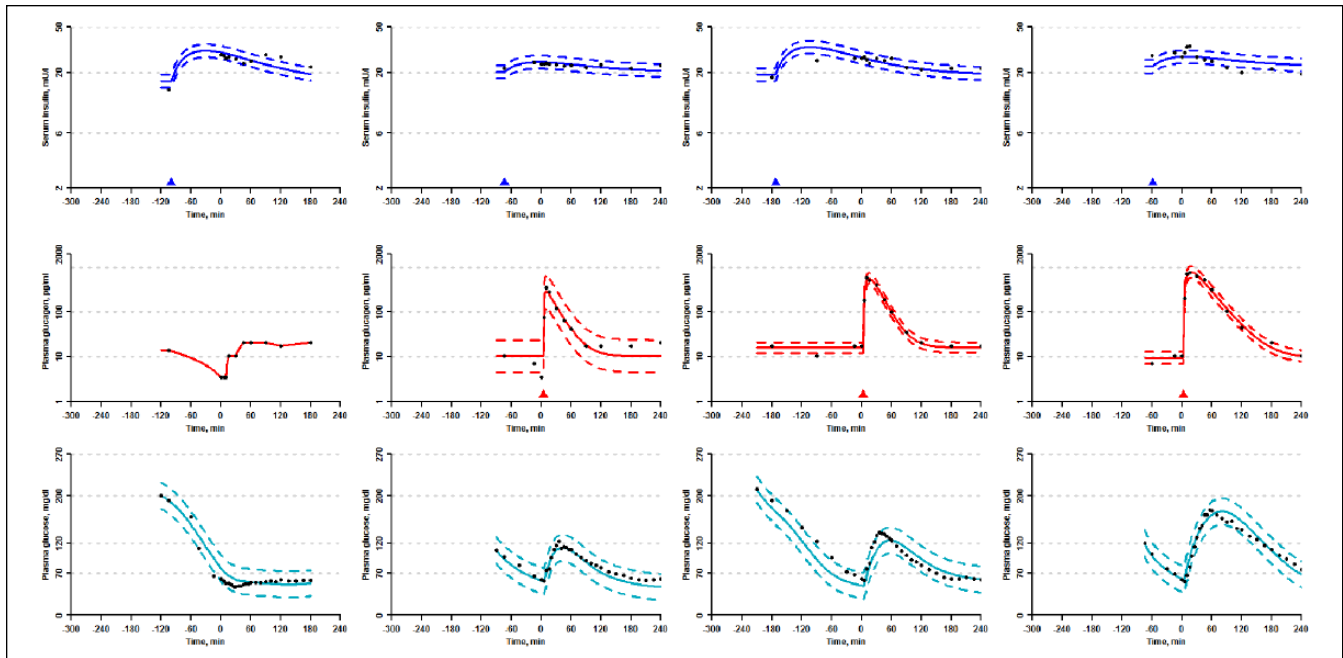 Serum insulin, mU/l
50
20
6
2
-300 -240 -180 -120 -60 0 60 120 180 240
Time, min
Serum insulin, mU/l
50
20
6
2
-300 -240 -180 -120 -60 0 60 120 180 240
Time, min
Serum insulin, mU/l
50
20
6
2
-300 -240 -180 -120 -60 0 60 120 180 240
Time, min
Serum insulin, mU/l
50
20
6
2
-300 -240 -180 -120 -60 0 60 120 180 240
Time, min
Plasma glucagon, pg/ml
2000
100
10
1
-300 -240 -180 -120 -60 0 60 120 180 240
Time, min
Plasma glucagon, pg/ml
2000
100
10
1
-300 -240 -180 -120 -60 0 60 120 180 240
Time, min
Plasma glucagon, pg/ml
2000
100
10
1
-300 -240 -180 -120 -60 0 60 120 180 240
Time, min
Plasma glucagon, pg/ml
2000
100
10
1
-300 -240 -180 -120 -60 0 60 120 180 240
Time, min
Plasma glucose, mg/dl
270
200
120
70
0
-300 -240 -180 -120 -60 0 60 120 180 240
Time, min
Plasma glucose, mg/dl
270
200
120
70
0
-300 -240 -180 -120 -60 0 60 120 180 240
Time, min
Plasma glucose, mg/dl
270
200
120
70
0
-300 -240 -180 -120 -60 0 60 120 180 240
Time, min
Plasma glucose, mg/dl
270
200
120
70
0
-300 -240 -180 -120 -60 0 60 120 180 240
Time, min